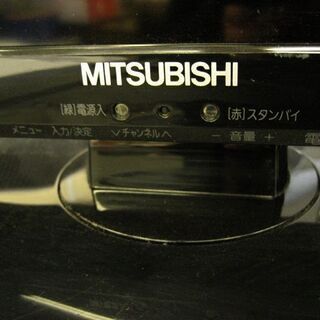 MITSUBISHI
[緑]電源入 [赤]スタンバイ
メニュー 入力/決定 ∨チャンネル∧ － 音量 ＋ 電